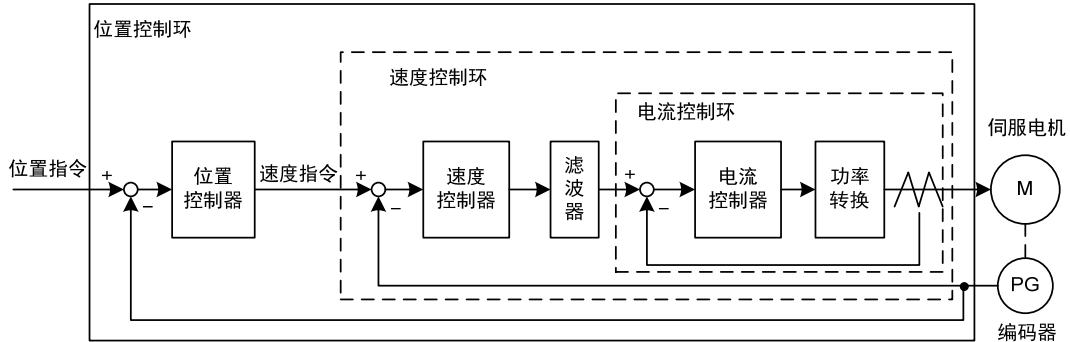 位置控制环
速度控制环
电流控制环
伺服电机
位置指令
+
−
位置
控制器
速度指令
+
−
速度
控制器
滤
波
器
+
−
电流
控制器
功率
转换
M
PG
编码器